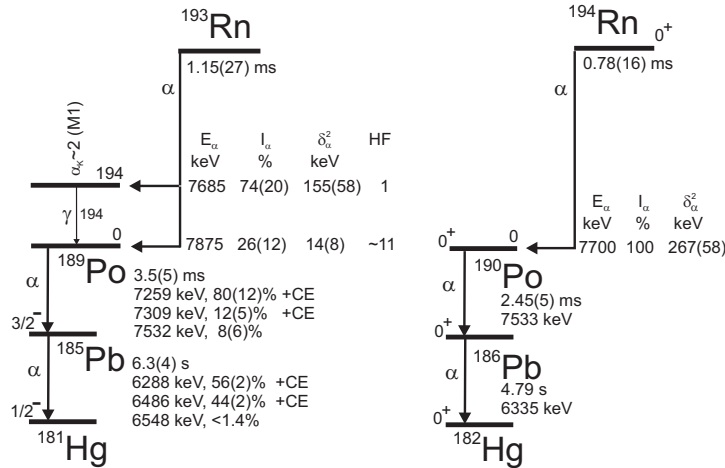 193Rn
1.15(27) ms
α
Eα Iα δ²α HF
keV % keV
αK~2 (M1)
194
7685 74(20) 155(58) 1
γ 194
0
7875 26(12) 14(8) ~11
189Po
3.5(5) ms
7259 keV, 80(12)% +CE
7309 keV, 12(5)% +CE
7532 keV, 8(6)%
α
3/2-
185Pb
6.3(4) s
6288 keV, 56(2)% +CE
6486 keV, 44(2)% +CE
6548 keV, <1.4%
α
1/2-
181Hg
194Rn 0+
0.78(16) ms
α
Eα Iα δ²α
keV % keV
0+ 0
7700 100 267(58)
190Po
2.45(5) ms
7533 keV
α
0+
186Pb
4.79 s
6335 keV
α
0+
182Hg